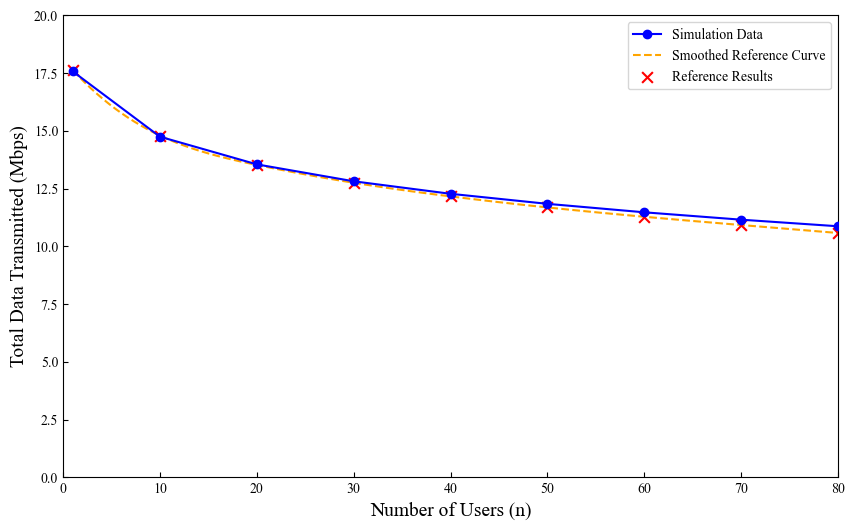 20.0
17.5
15.0
12.5
10.0
7.5
5.0
2.5
0.0
Total Data Transmitted (Mbps)
Simulation Data
Smoothed Reference Curve
Reference Results
0 10 20 30 40 50 60 70 80
Number of Users (n)